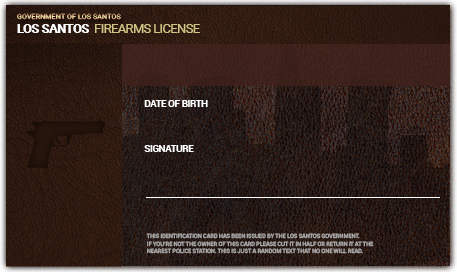 GOVERNMENT OF LOS SANTOS
LOS SANTOS FIREARMS LICENSE
DATE OF BIRTH
SIGNATURE
THIS IDENTIFICATION CARD HAS BEEN ISSUED BY THE LOS SANTOS GOVERNMENT.
IF YOU'RE NOT THE OWNER OF THIS CARD PLEASE CUT IT IN HALF OR RETURN IT AT THE
NEAREST POLICE STATION. THIS IS JUST A RANDOM TEXT THAT NO ONE WILL READ.